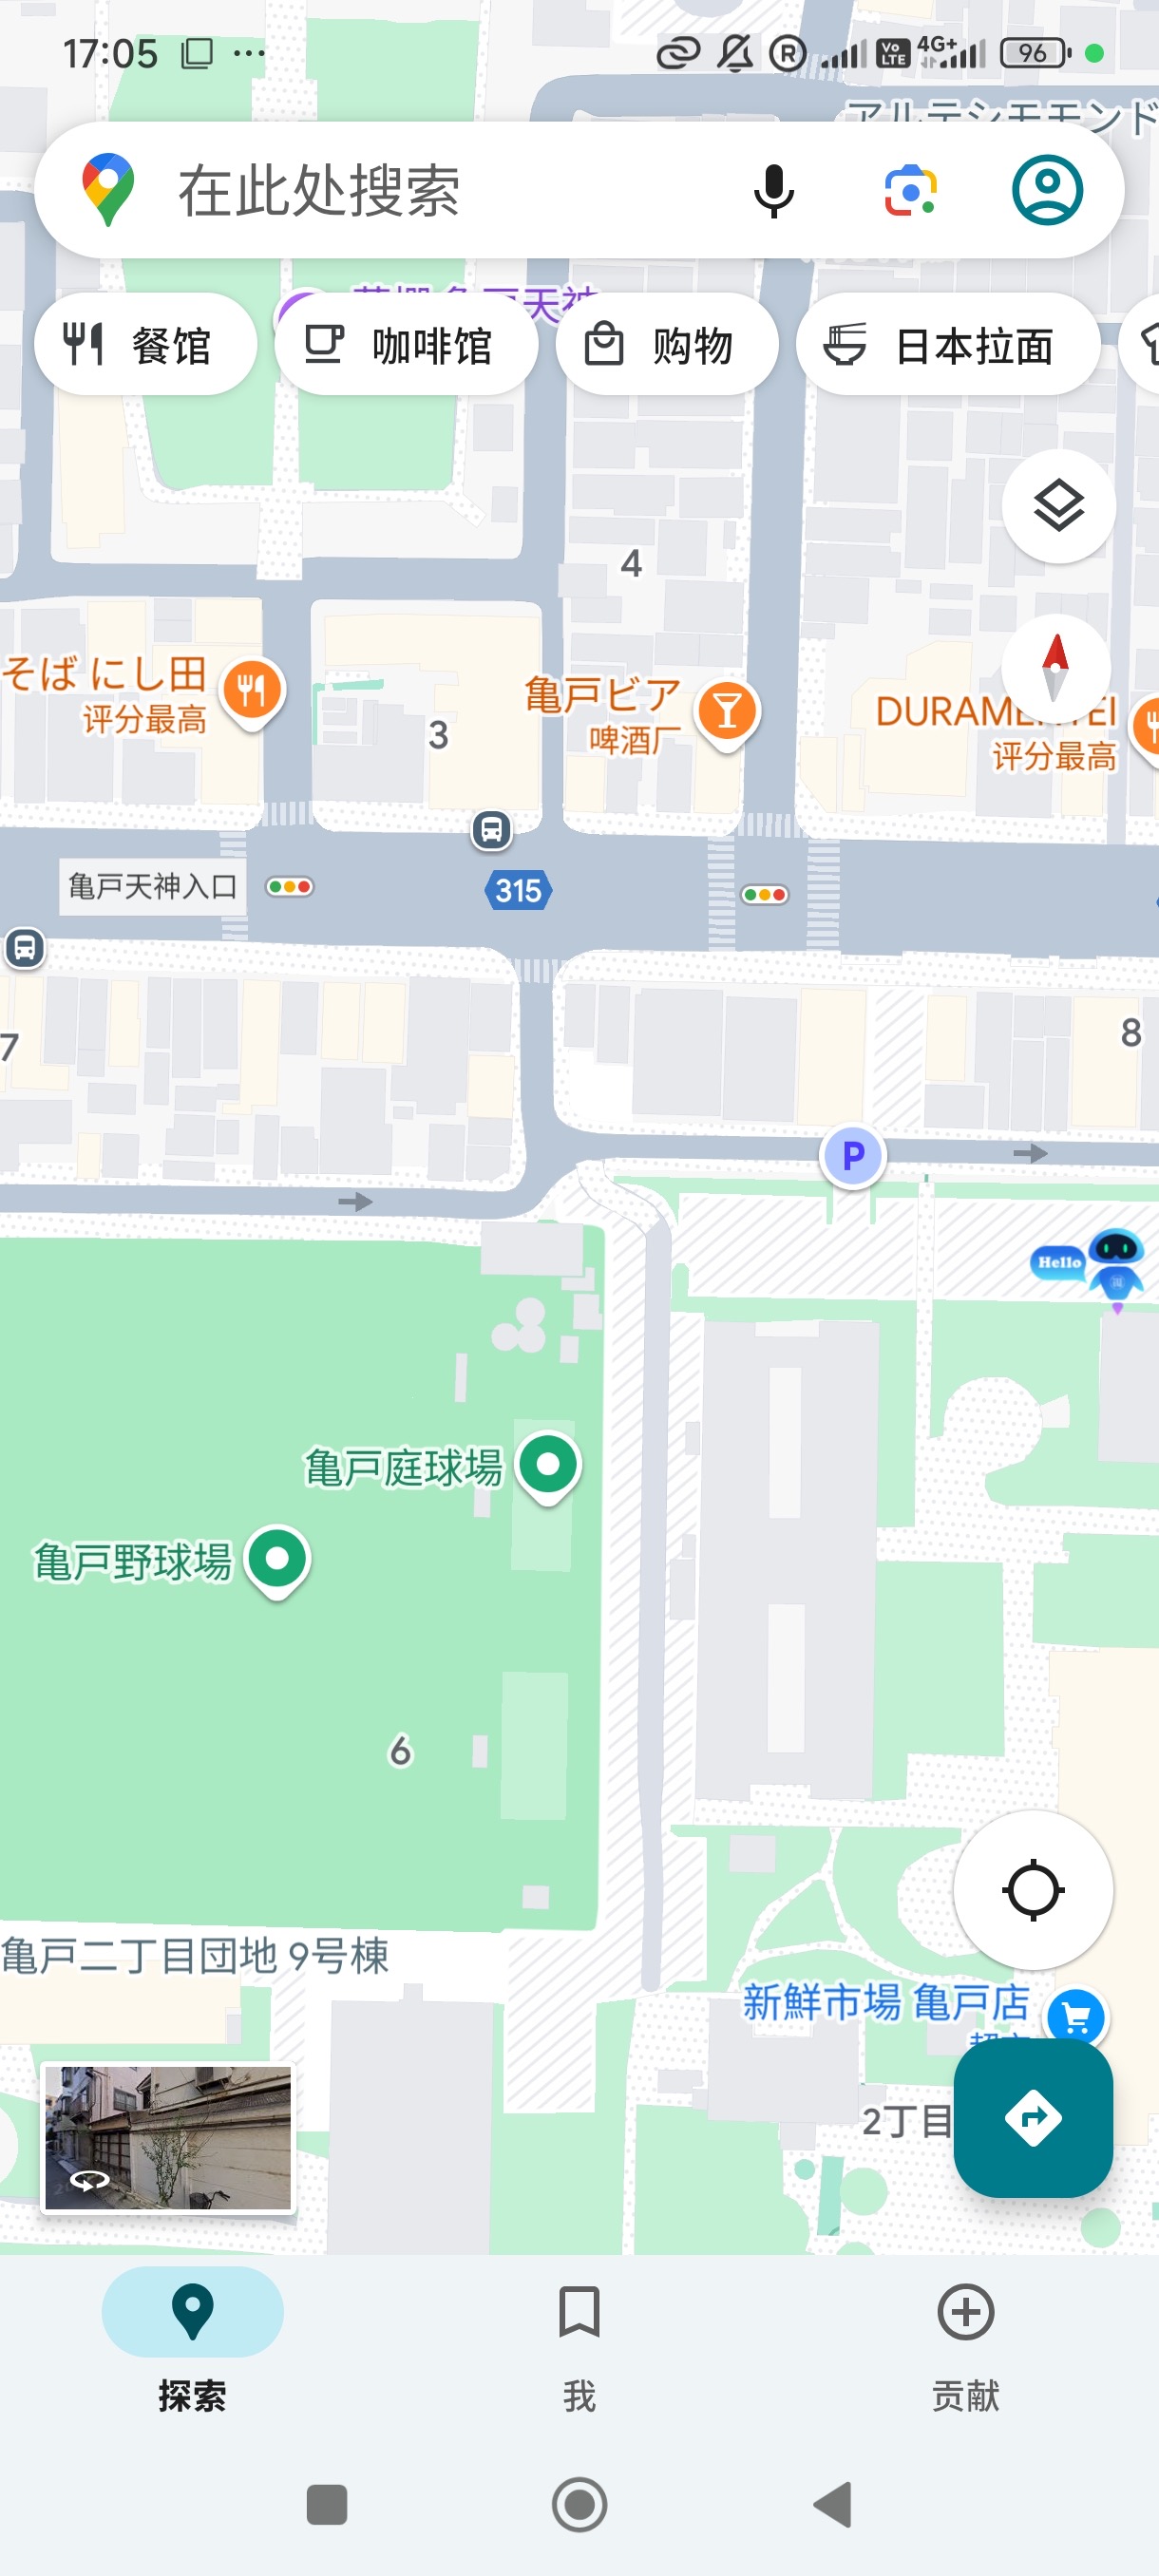 17:05
R
Vo
LTE
4G+
96
アルテシモモンド
在此处搜索
餐馆
咖啡馆
购物
日本拉面
4
そば にし田
评分最高
3
亀戸ビア
啤酒厂
评分最高
亀戸天神入口
315
7
8
P
Hello
亀戸庭球場
亀戸野球場
6
亀戸二丁目団地 9号棟
新鮮市場 亀戸店
2丁目
探索
我
贡献